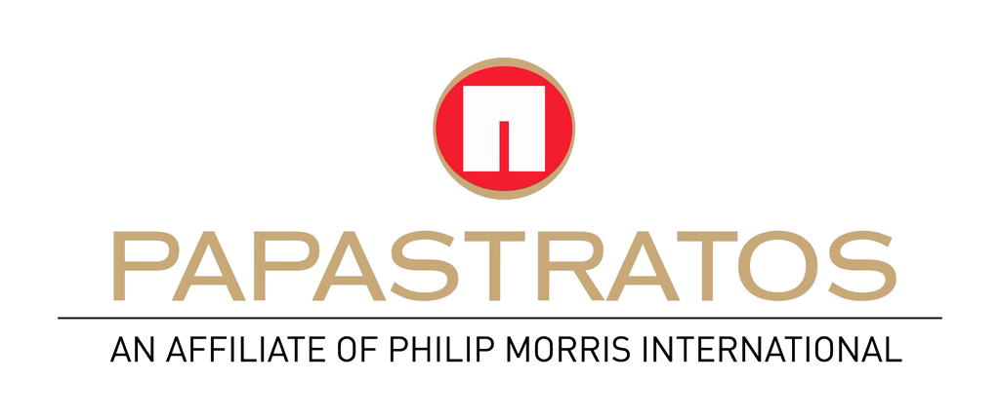 PAPASTRATOS
AN AFFILIATE OF PHILIP MORRIS INTERNATIONAL